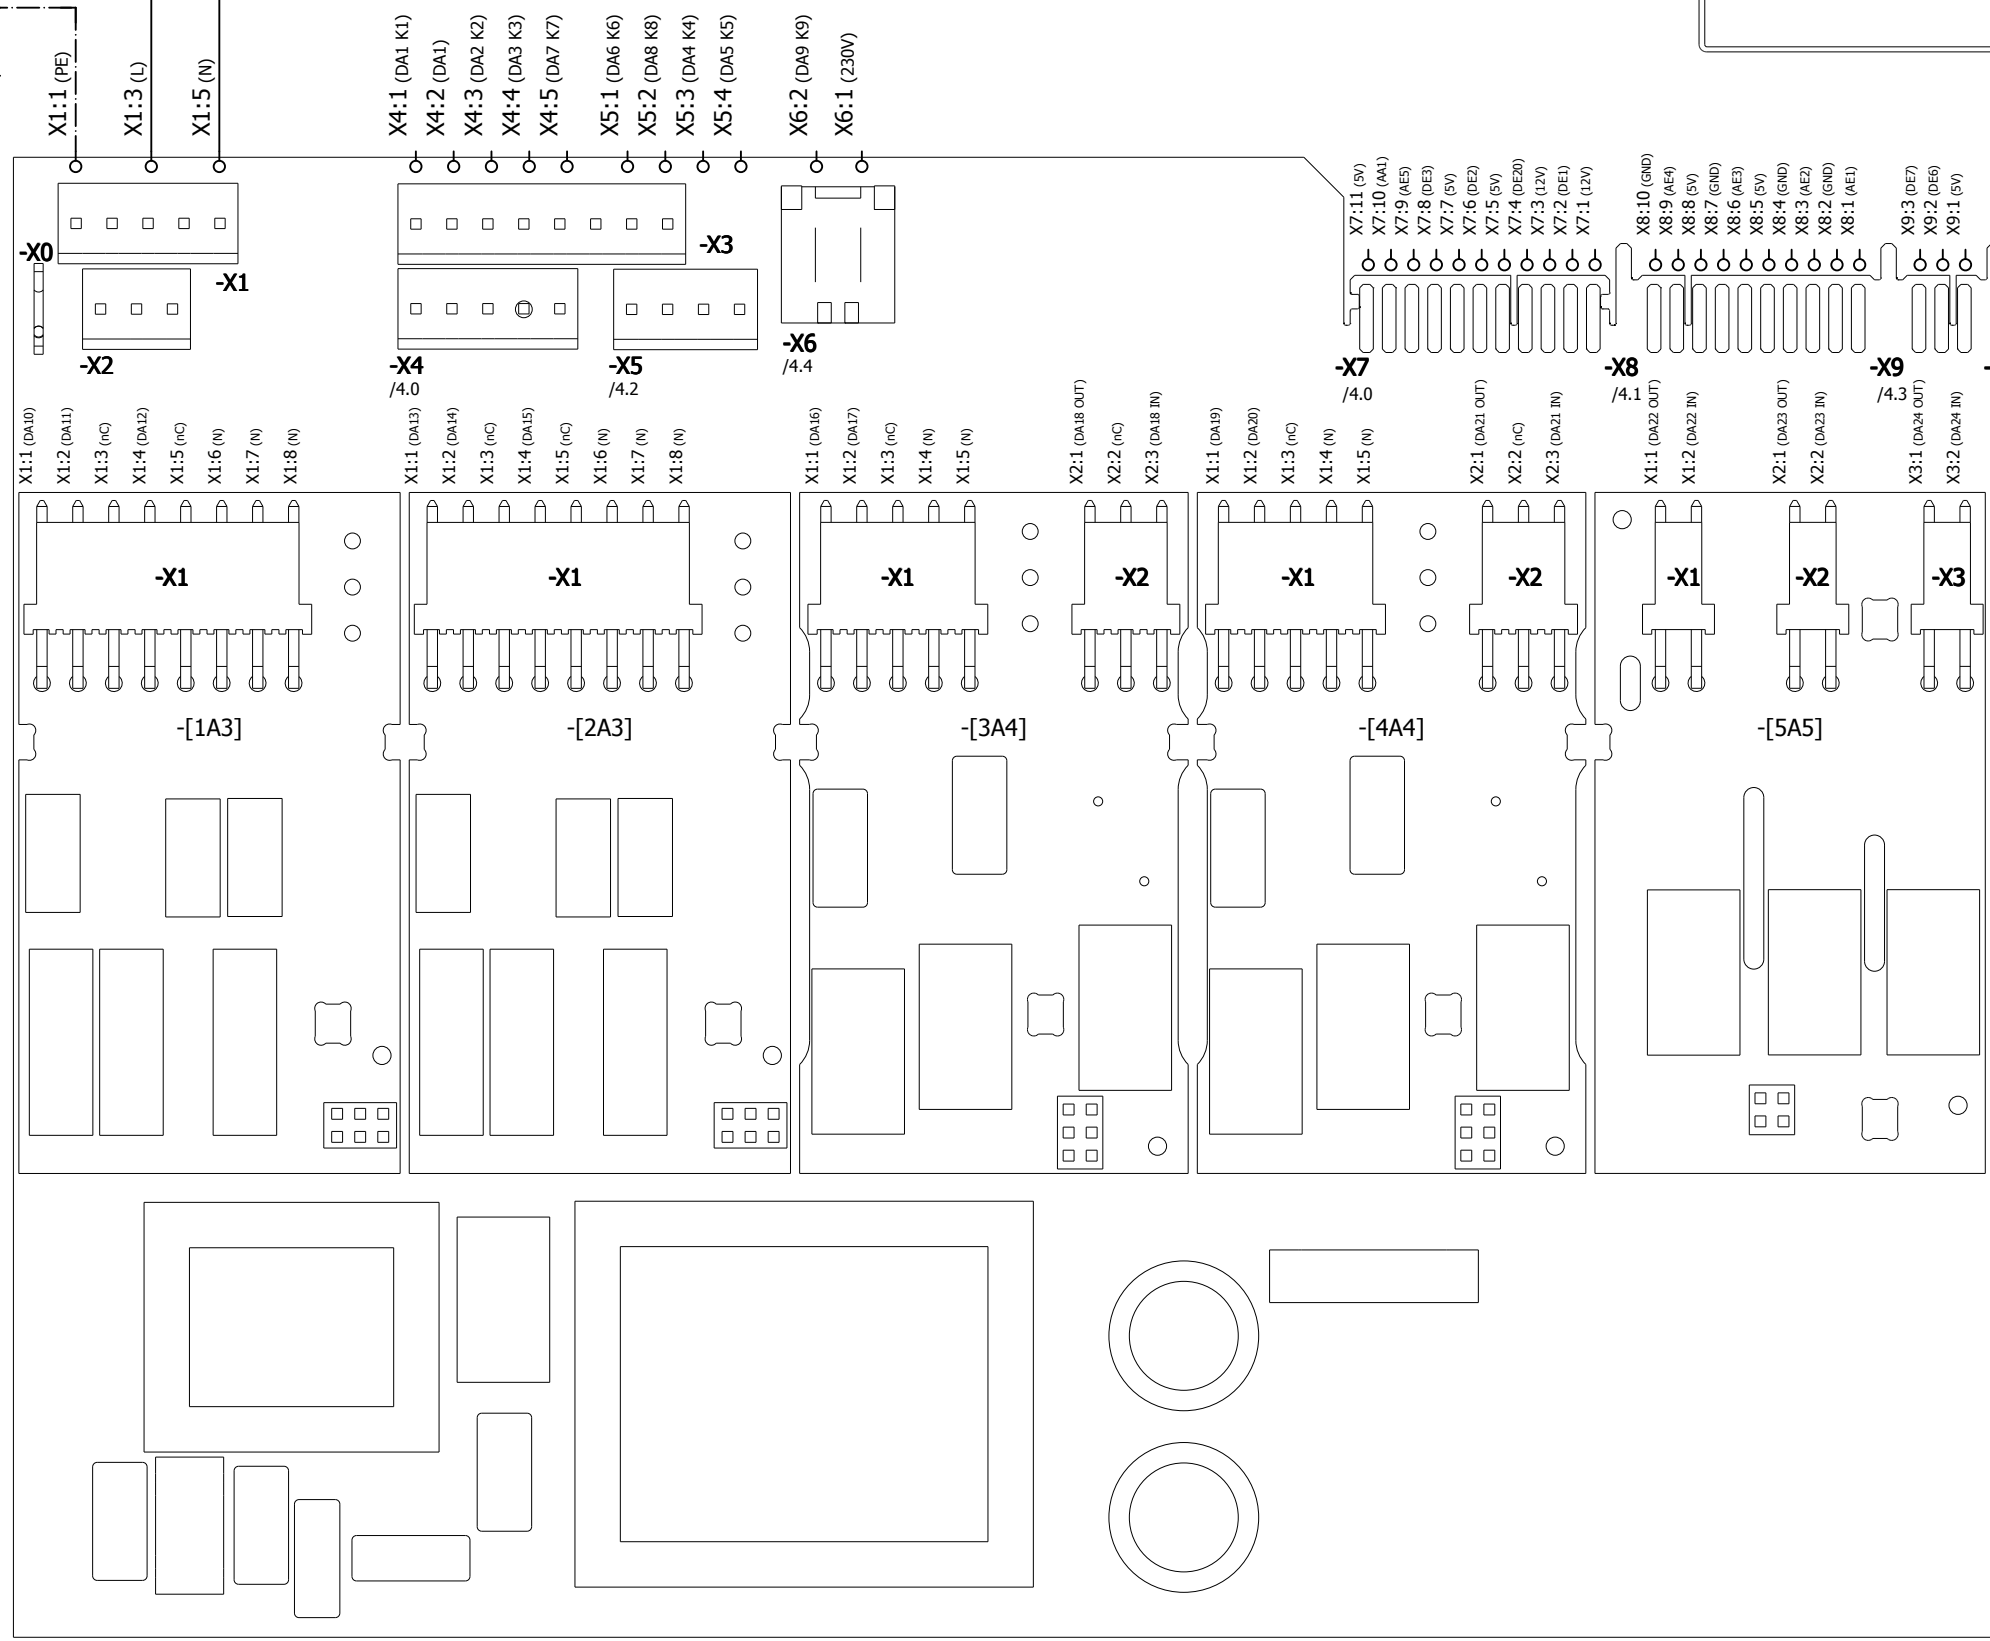 X1:1 (PE)
X1:3 (L)
X1:5 (N)
X4:1 (DA1 K1)
X4:2 (DA1)
X4:3 (DA2 K2)
X4:4 (DA3 K3)
X4:5 (DA7 K7)
X5:1 (DA6 K6)
X5:2 (DA8 K8)
X5:3 (DA4 K4)
X5:4 (DA5 K5)
X6:2 (DA9 K9)
X6:1 (230V)
X7:11 (5V)
X7:10 (AA1)
X7:9 (AE5)
X7:8 (DE3)
X7:7 (5V)
X7:6 (DE2)
X7:5 (5V)
X7:4 (DE20)
X7:3 (12V)
X7:2 (DE1)
X7:1 (12V)
X8:10 (GND)
X8:9 (AE4)
X8:8 (5V)
X8:7 (GND)
X8:6 (AE3)
X8:5 (5V)
X8:4 (GND)
X8:3 (AE2)
X8:2 (GND)
X8:1 (AE1)
X9:3 (DE7)
X9:2 (DE6)
X9:1 (5V)
-X0
-X1
-X3
-X2
-X4
/4.0
-X5
/4.2
-X6
/4.4
-X7
/4.0
-X8
/4.1
-X9
/4.3
X1:1 (DA10)
X1:2 (DA11)
X1:3 (nC)
X1:4 (DA12)
X1:5 (nC)
X1:6 (N)
X1:7 (N)
X1:8 (N)
X1:1 (DA13)
X1:2 (DA14)
X1:3 (nC)
X1:4 (DA15)
X1:5 (nC)
X1:6 (N)
X1:7 (N)
X1:8 (N)
X1:1 (DA16)
X1:2 (DA17)
X1:3 (nC)
X1:4 (N)
X1:5 (N)
X2:1 (DA18 OUT)
X2:2 (nC)
X2:3 (DA18 IN)
X1:1 (DA19)
X1:2 (DA20)
X1:3 (nC)
X1:4 (N)
X1:5 (N)
X2:1 (DA21 OUT)
X2:2 (nC)
X2:3 (DA21 IN)
X1:1 (DA22 OUT)
X1:2 (DA22 IN)
X2:1 (DA23 OUT)
X2:2 (DA23 IN)
X3:1 (DA24 OUT)
X3:2 (DA24 IN)
-X1
-X1
-X1
-X2
-X1
-X2
-X1
-X2
-X3
-[1A3]
-[2A3]
-[3A4]
-[4A4]
-[5A5]